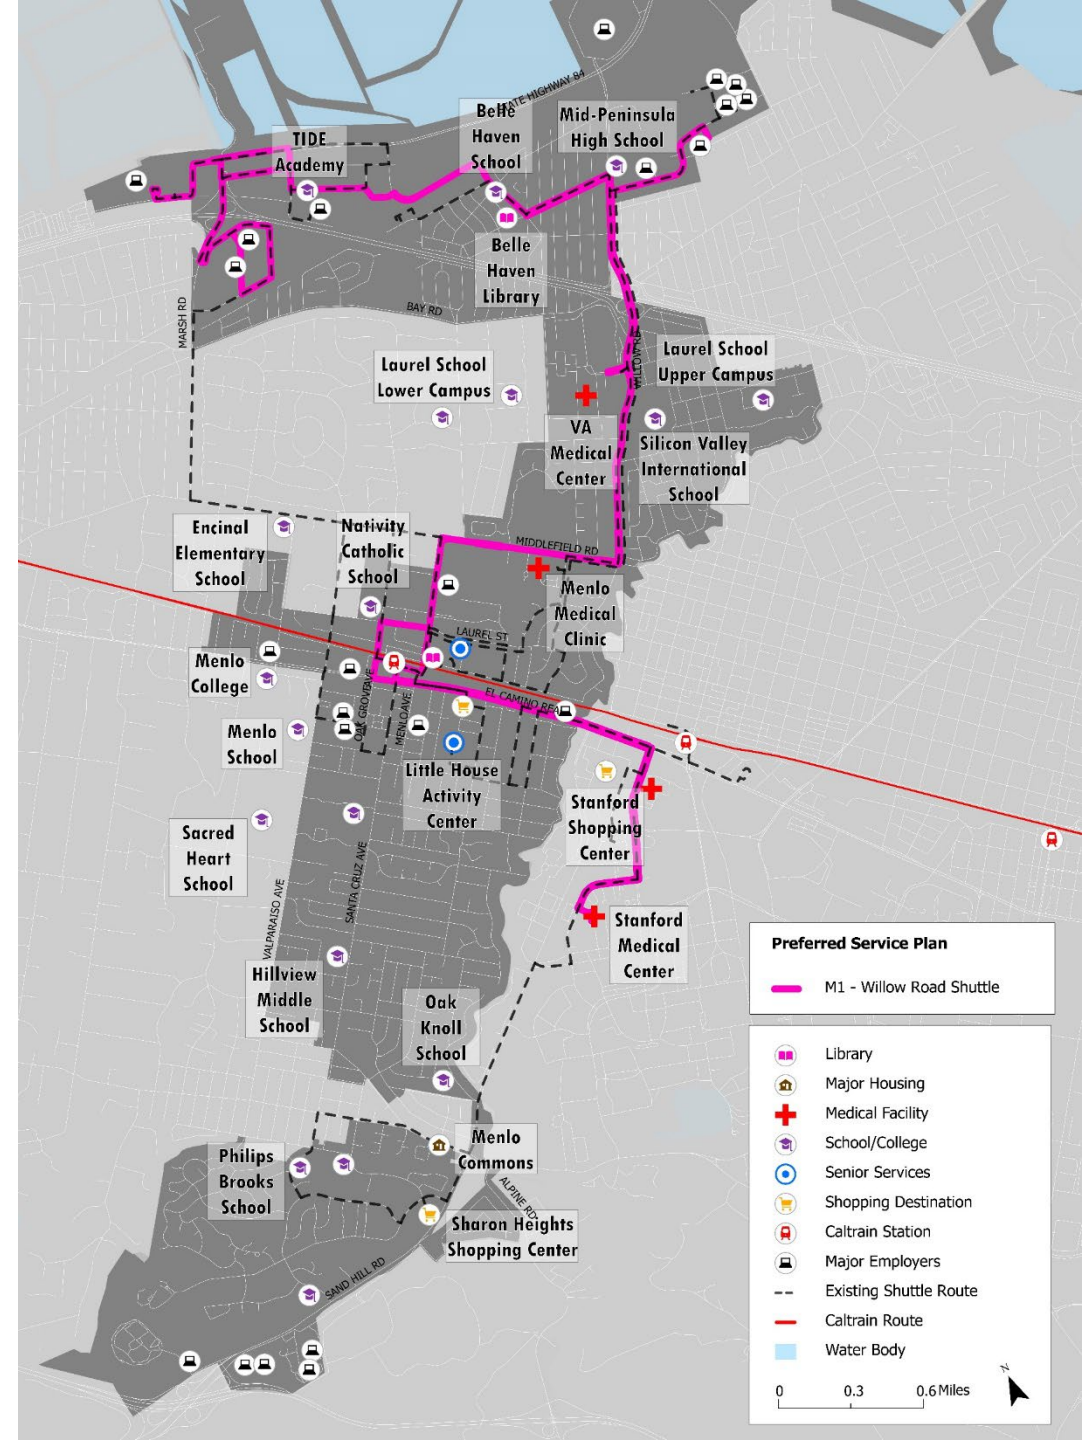 STATE HIGHWAY 84
Belle
Haven
School
Mid-Peninsula
High School
TIDE
Academy
Belle
Haven
Library
MARSH RD
BAY RD
WILLOW RD
Laurel School
Lower Campus
Laurel School
Upper Campus
VA
Medical
Center
Silicon Valley
International
School
Encinal
Elementary
School
Nativity
Catholic
School
MIDDLEFIELD RD
Menlo
Medical
Clinic
LAUREL ST
Menlo
College
OAK GROVE AVE
MENLO AVE
EL CAMINO REAL
Menlo
School
Little House
Activity
Center
Stanford
Shopping
Center
Sacred
Heart
School
SANTA CRUZ AVE
VALPARAISO AVE
Stanford
Medical
Center
Hillview
Middle
School
Oak
Knoll
School
Menlo
Commons
Philips
Brooks
School
ALPINE RD
Sharon Heights
Shopping Center
SAND HILL RD
Preferred Service Plan
M1 - Willow Road Shuttle
Library
Major Housing
Medical Facility
School/College
Senior Services
Shopping Destination
Caltrain Station
Major Employers
Existing Shuttle Route
Caltrain Route
Water Body
N
0 0.3 0.6 Miles